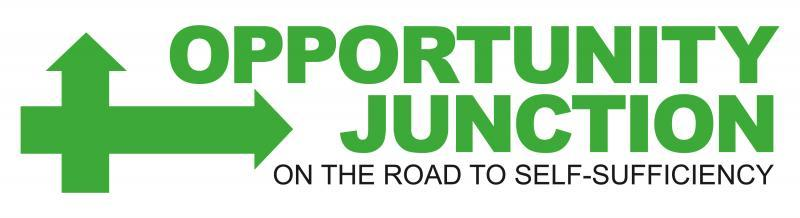 OPPORTUNITY
JUNCTION
ON THE ROAD TO SELF-SUFFICIENCY